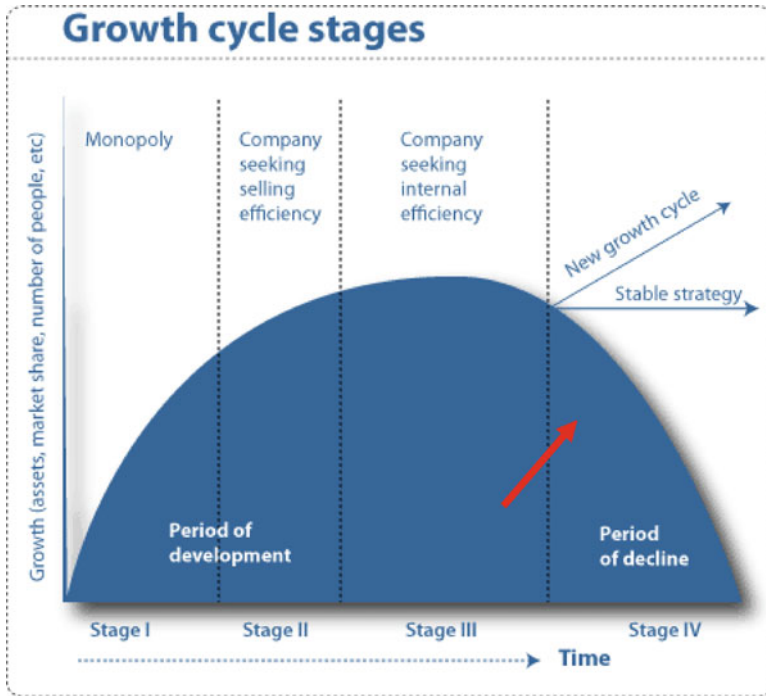 Growth cycle stages
Growth (assets, market share, number of people, etc)
Monopoly
Company
seeking
selling
efficiency
Company
seeking
internal
efficiency
New growth cycle
Stable strategy
Period of
development
Period
of decline
Stage I
Stage II
Stage III
Stage IV
Time